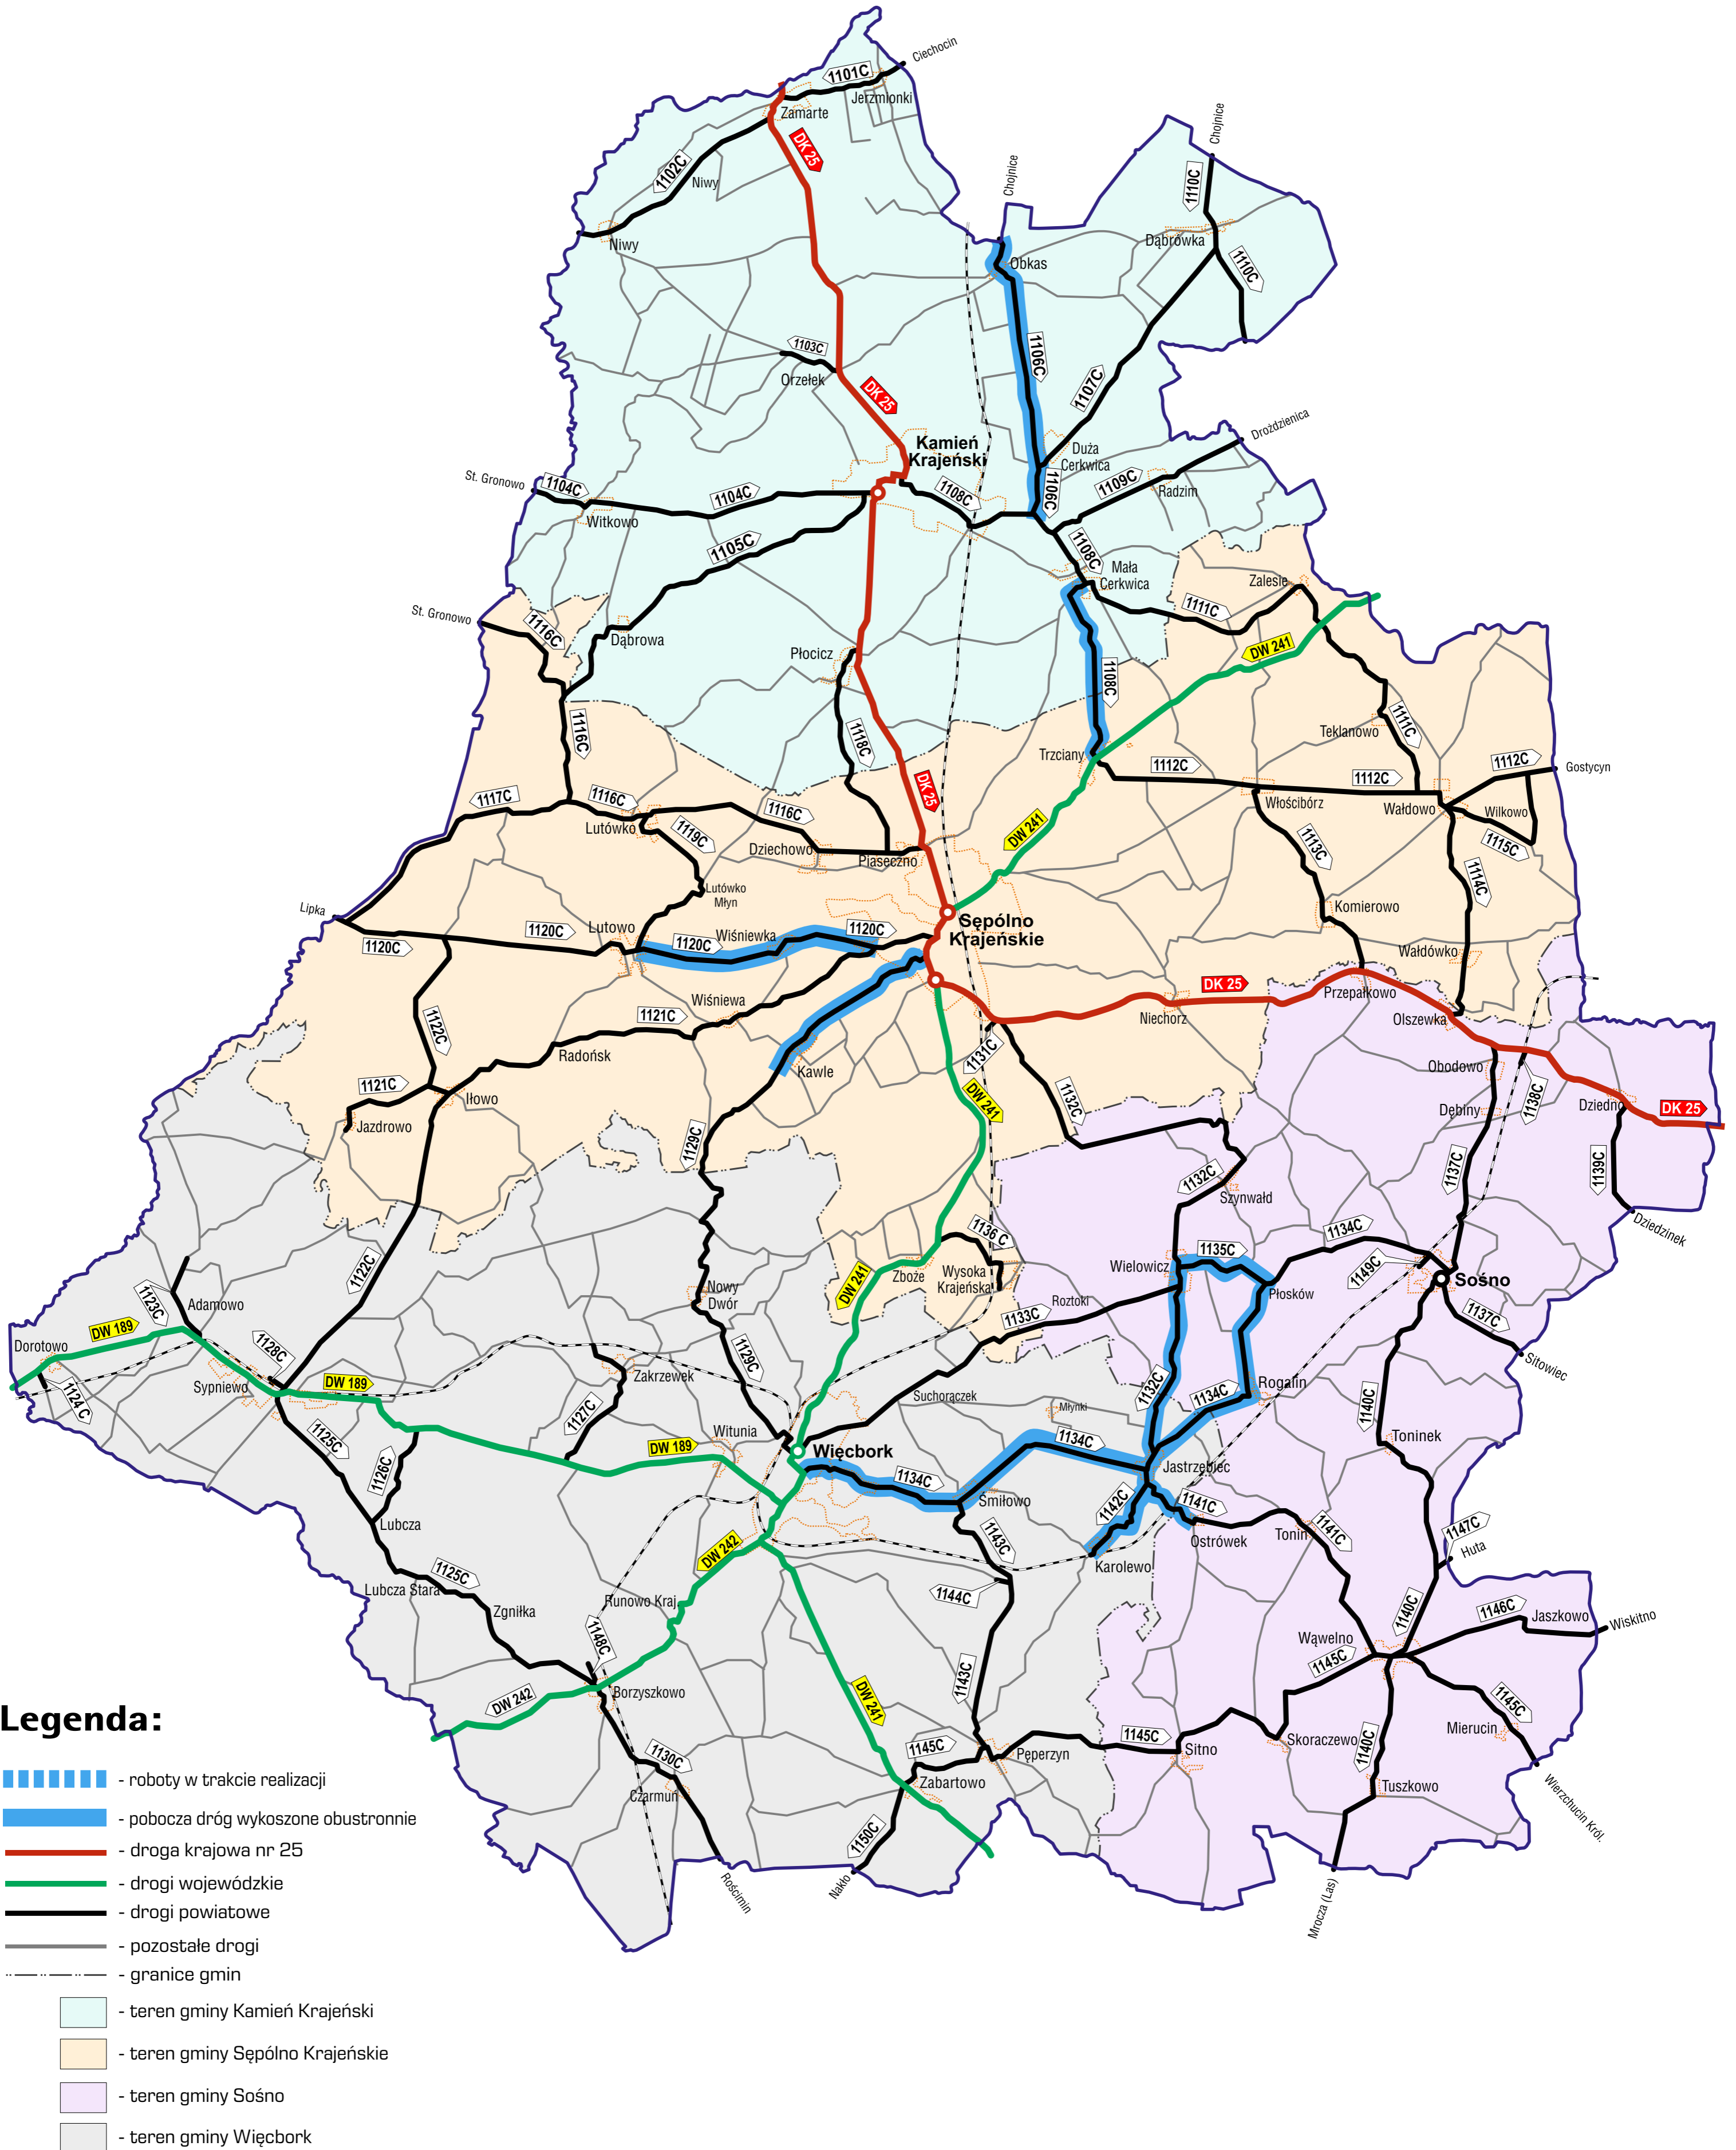 Ciechocin
1101C
Jerzmionki
Zamarte
DK 25
1102C
Niwy
Niwy
Chojnice
Chojnice
1110C
Dąbrówka
1110C
Obkas
1103C
Orzełek
1106C
1107C
DK 25
Kamień
Krajeński
Duża
Cerkwica
Drożdzienica
St. Gronowo
1104C
1104C
1108C
1106C
1109C
Radzim
Witkowo
1105C
1108C
Mała
Cerkwica
Zalesie
St. Gronowo
1116C
Dąbrowa
1111C
DW 241
Płocicz
1108C
1116C
1118C
Teklanowo
1111C
Trzciany
1112C
1112C
1112C
Gostycyn
DK 25
1117C
1116C
1116C
Włościbórz
Wałdowo
Wilkowo
Lutówko
1119C
DW 241
1113C
1115C
Dziechowo
Piaseczno
1114C
Lutówko
Młyn
Lipka
Komierowo
Sępólno
Krajeńskie
1120C
1120C
Lutowo
1120C
Wiśniewka
1120C
Wałdówko
DK 25
Przepałkowo
Wiśniewa
1121C
Niechorz
Olszewka
1122C
Radońsk
1131C
Kawle
Obodowo
1121C
Iłowo
DW 241
1132C
Dębiny
1138C
Dziedno
DK 25
Jazdrowo
1129C
1137C
1139C
1132C
Szynwałd
Dziedzinek
1136 C
1134C
1122C
1135C
Wielowicz
1149C
Sośno
Zboże
Wysoka
Krajeńska
DW 241
Płosków
Nowy
Dwór
Roztoki
1133C
1137C
1123C
Adamowo
DW 189
Dorotowo
1128C
1129C
Sitowiec
Sypniewo
DW 189
1124 C
Zakrzewek
Suchorączek
1132C
1134C
Rogalin
1140C
1127C
Młynki
1125C
Witunia
DW 189
Więcbork
1134C
Toninek
1126C
1134C
Jastrzębiec
Śmiłowo
1142C
1141C
Lubcza
1143C
Ostrówek
Tonin
1141C
1147C
Huta
DW 242
Karolewo
1125C
Lubcza Stara
1144C
Zgniłka
Runowo Kraj.
1140C
1146C
Jaszkowo
Wiskitno
1148C
Wąwelno
1145C
1143C
Borzyszkowo
DW 242
DW 241
1145C
Mierucin
1130C
1145C
1145C
Skoraczewo
1140C
Pęperzyn
Sitno
Zabartowo
Tuszkowo
Czarmuń
Wierzchucin Król.
1150C
Nakło
Rościmin
Mrocza (Las)
Legenda:
- roboty w trakcie realizacji
- pobocza dróg wykoszone obustronnie
- droga krajowa nr 25
- drogi wojewódzkie
- drogi powiatowe
- pozostałe drogi
- granice gmin
- teren gminy Kamień Krajeński
- teren gminy Sępólno Krajeńskie
- teren gminy Sośno
- teren gminy Więcbork